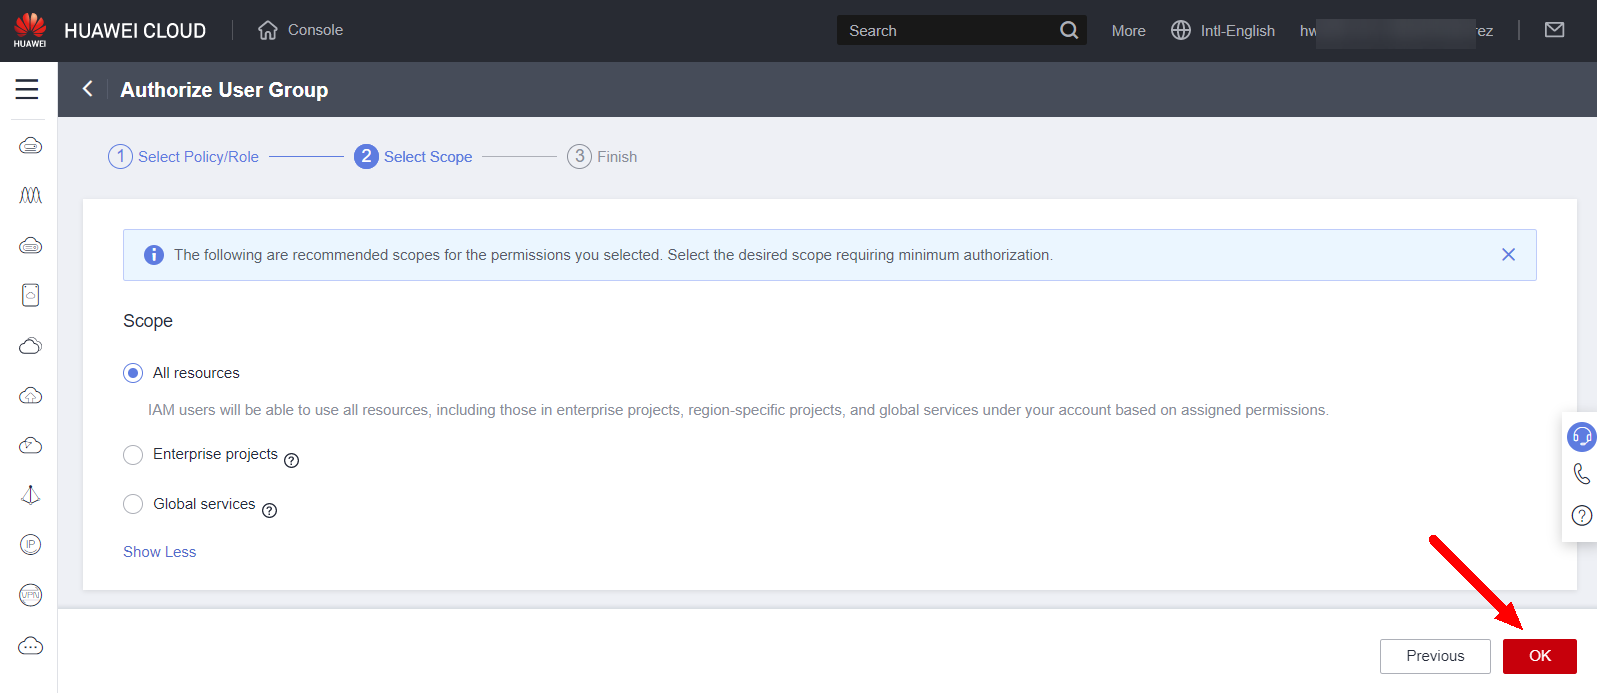 HUAWEI
HUAWEI CLOUD
Console
Search
More
Intl-English
Authorize User Group
1 Select Policy/Role
2 Select Scope
3 Finish
The following are recommended scopes for the permissions you selected. Select the desired scope requiring minimum authorization.
Scope
All resources
IAM users will be able to use all resources, including those in enterprise projects, region-specific projects, and global services under your account based on assigned permissions.
Enterprise projects ?
Global services ?
Show Less
IP
VPN
?
Previous
OK